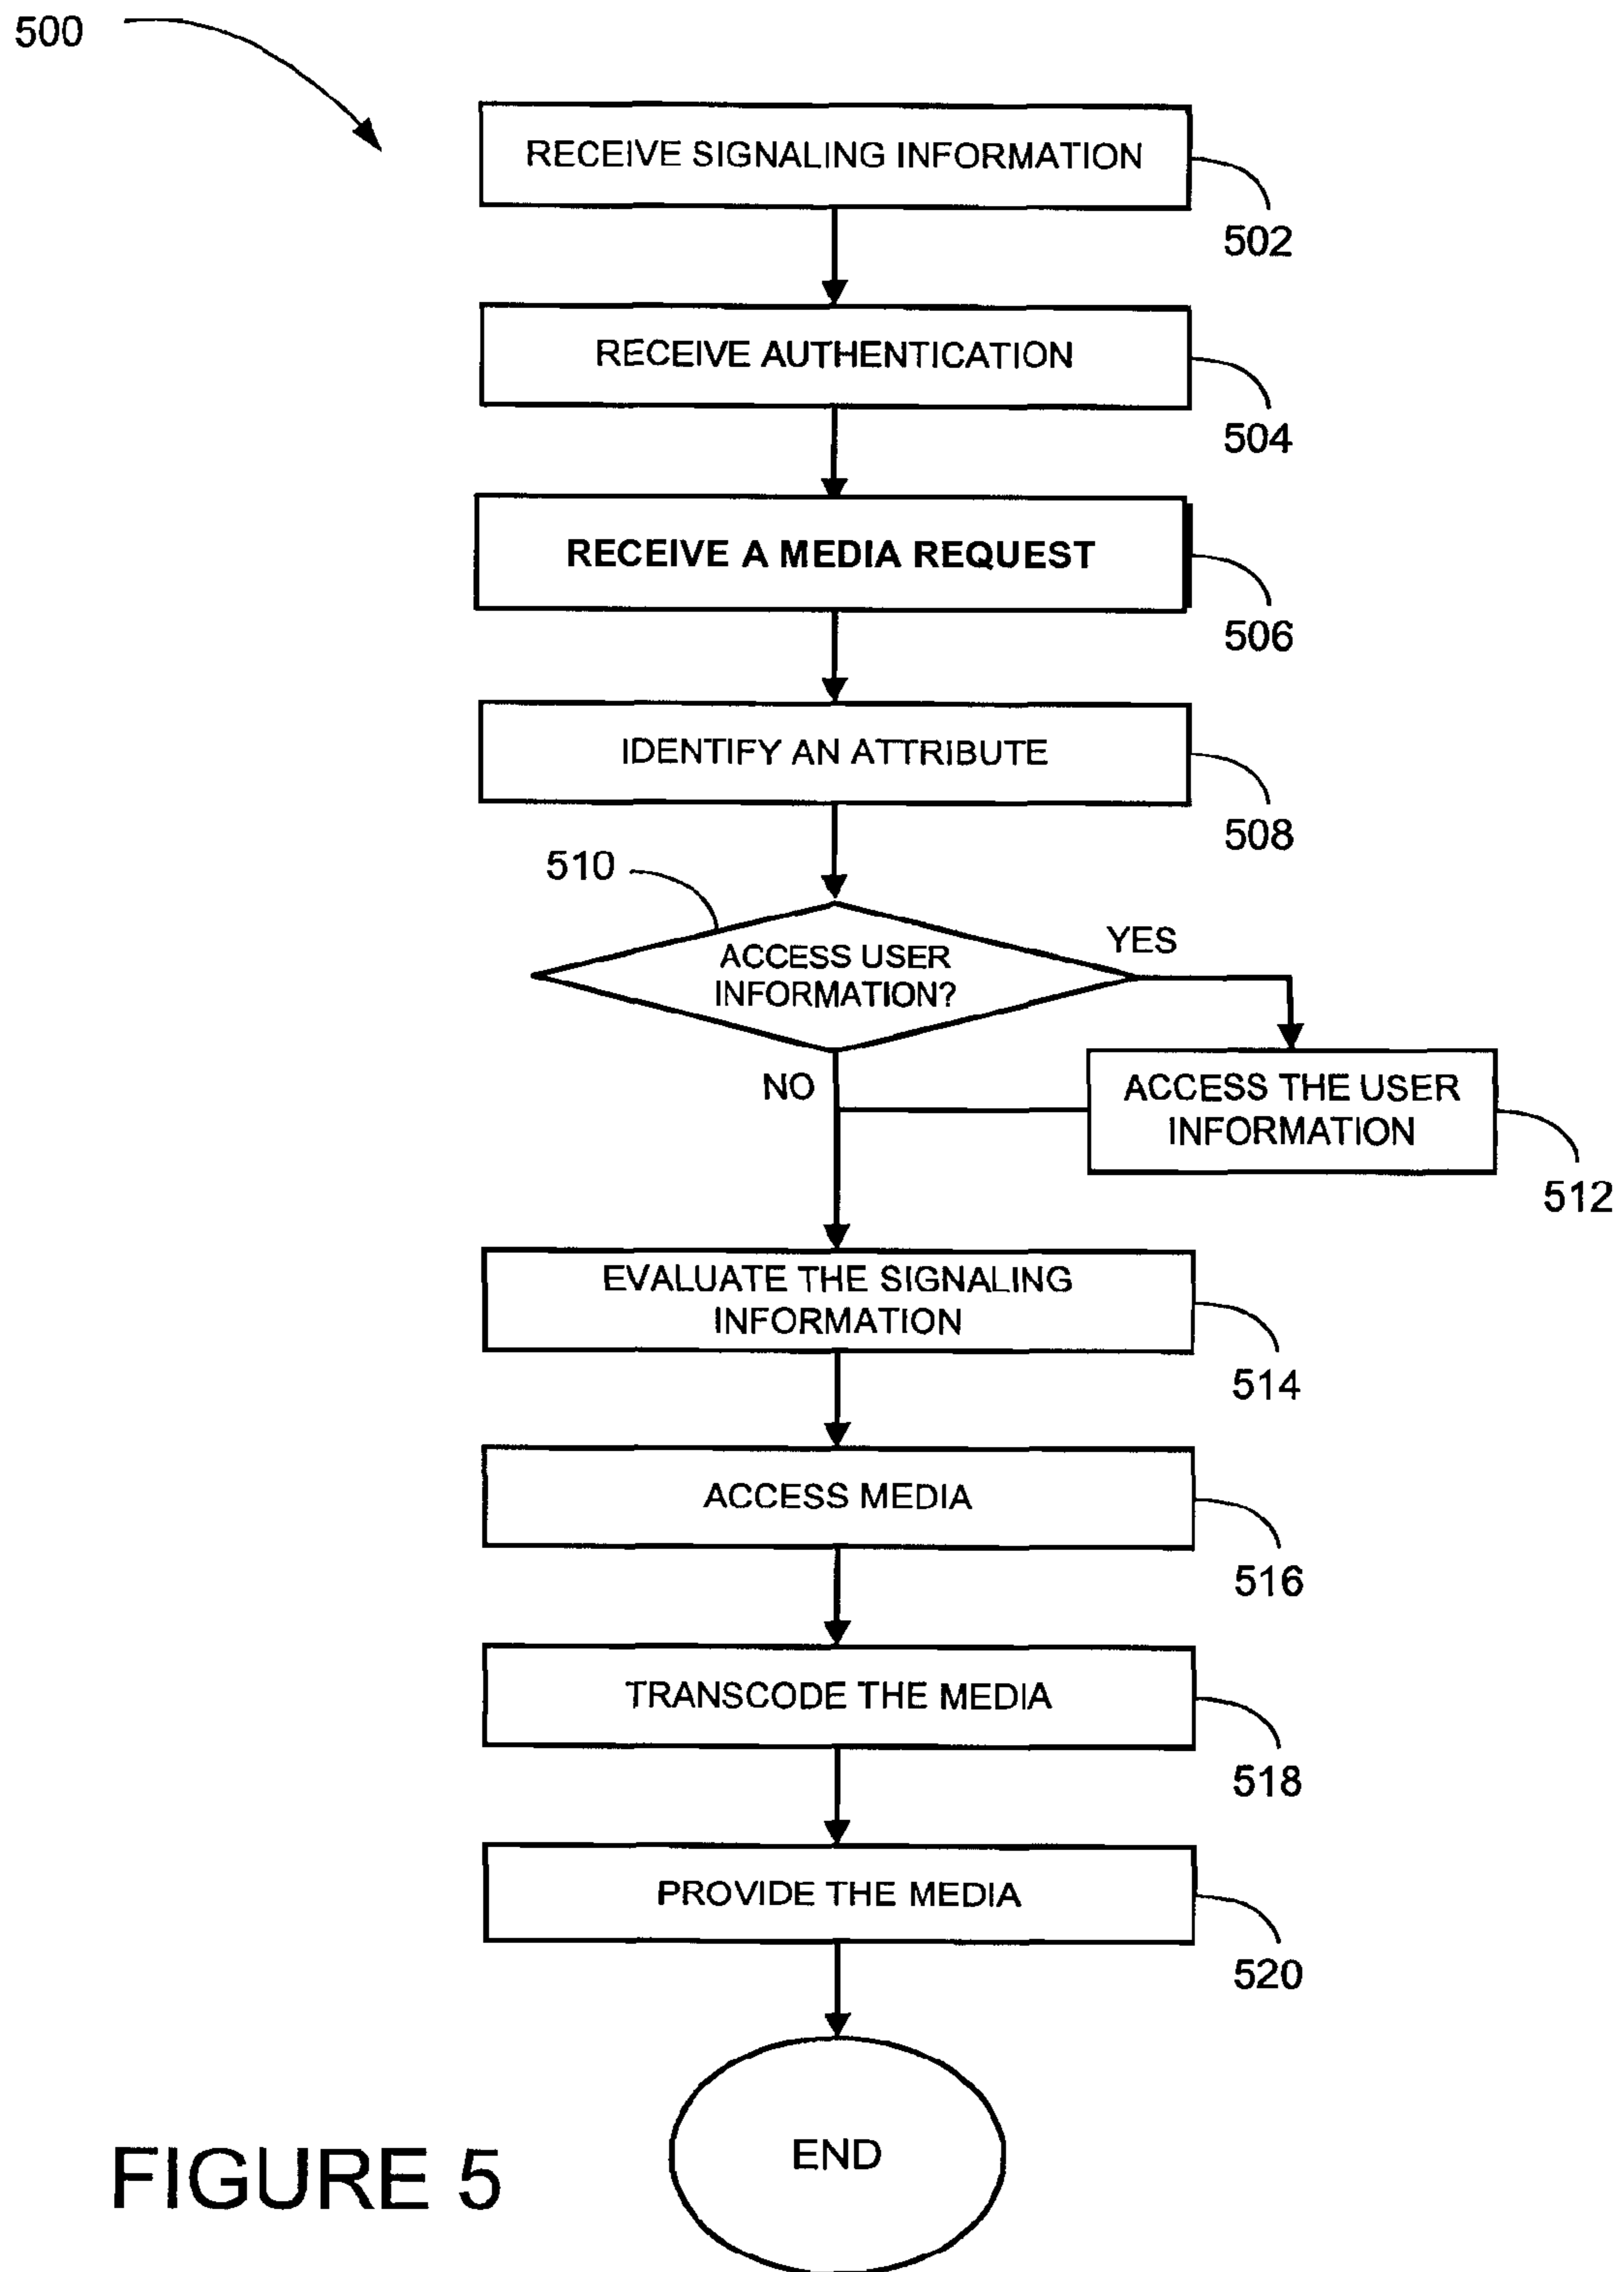 500
RECEIVE SIGNALING INFORMATION
502
RECEIVE AUTHENTICATION
504
RECEIVE A MEDIA REQUEST
506
IDENTIFY AN ATTRIBUTE
508
510
ACCESS USER
INFORMATION?
YES
NO
ACCESS THE USER
INFORMATION
512
EVALUATE THE SIGNALING
INFORMATION
514
ACCESS MEDIA
516
TRANSCODE THE MEDIA
518
PROVIDE THE MEDIA
520
END
FIGURE 5